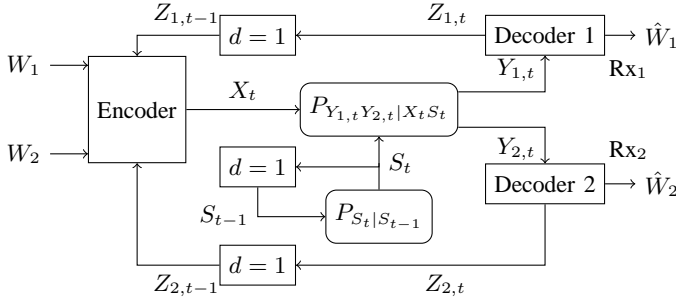 Z_{1,t−1}
d = 1
Z_{1,t}
Decoder 1
Ŵ_1
Rx_1
W_1
Encoder
X_t
P_{Y_{1,t}Y_{2,t}|X_tS_t}
Y_{1,t}
W_2
d = 1
S_t
Y_{2,t}
Rx_2
Decoder 2
Ŵ_2
S_{t−1}
P_{S_t|S_{t−1}}
Z_{2,t−1}
d = 1
Z_{2,t}